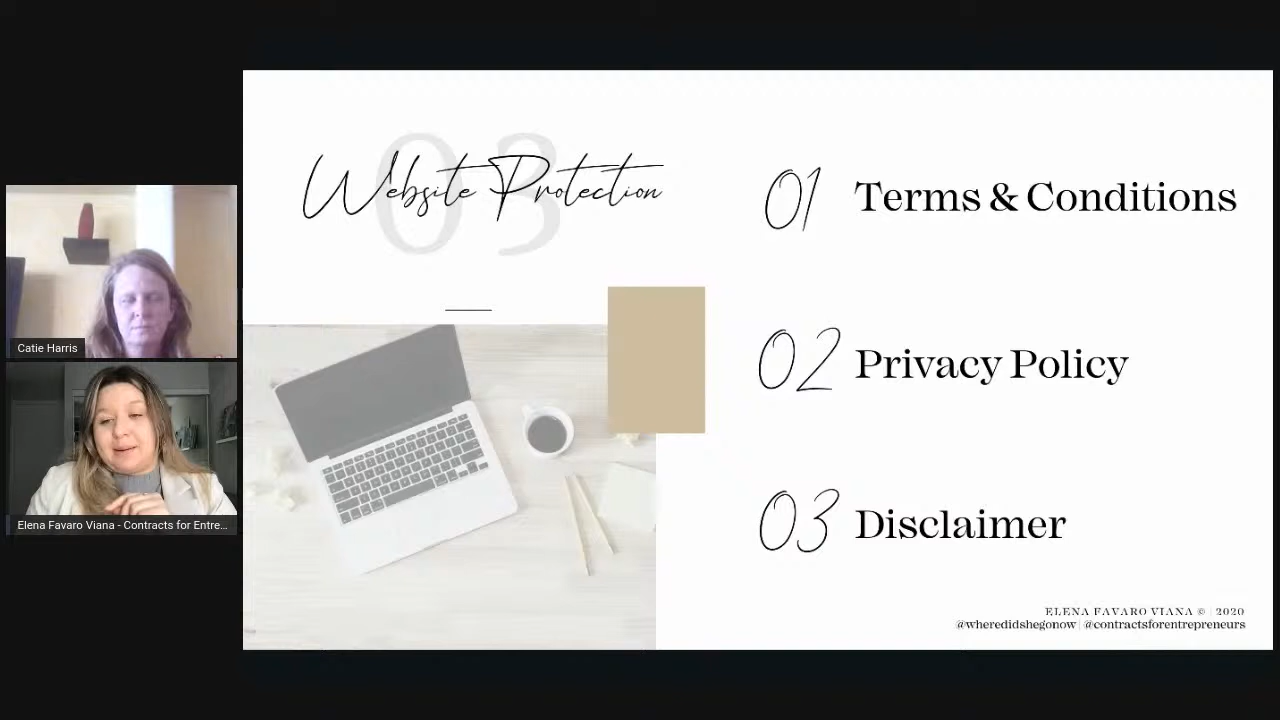 03
Website Protection
01 Terms & Conditions
02 Privacy Policy
03 Disclaimer
ELENA FAVARO VIANA © | 2020
@wheredidshegonow | @contractsforentrepreneurs
Catie Harris
Elena Favaro Viana - Contracts for Entre...